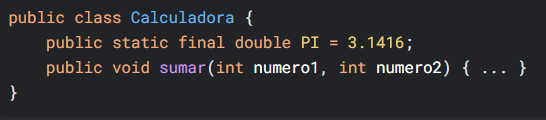 public class Calculadora {
    public static final double PI = 3.1416;
    public void sumar(int numero1, int numero2) { ... }
}